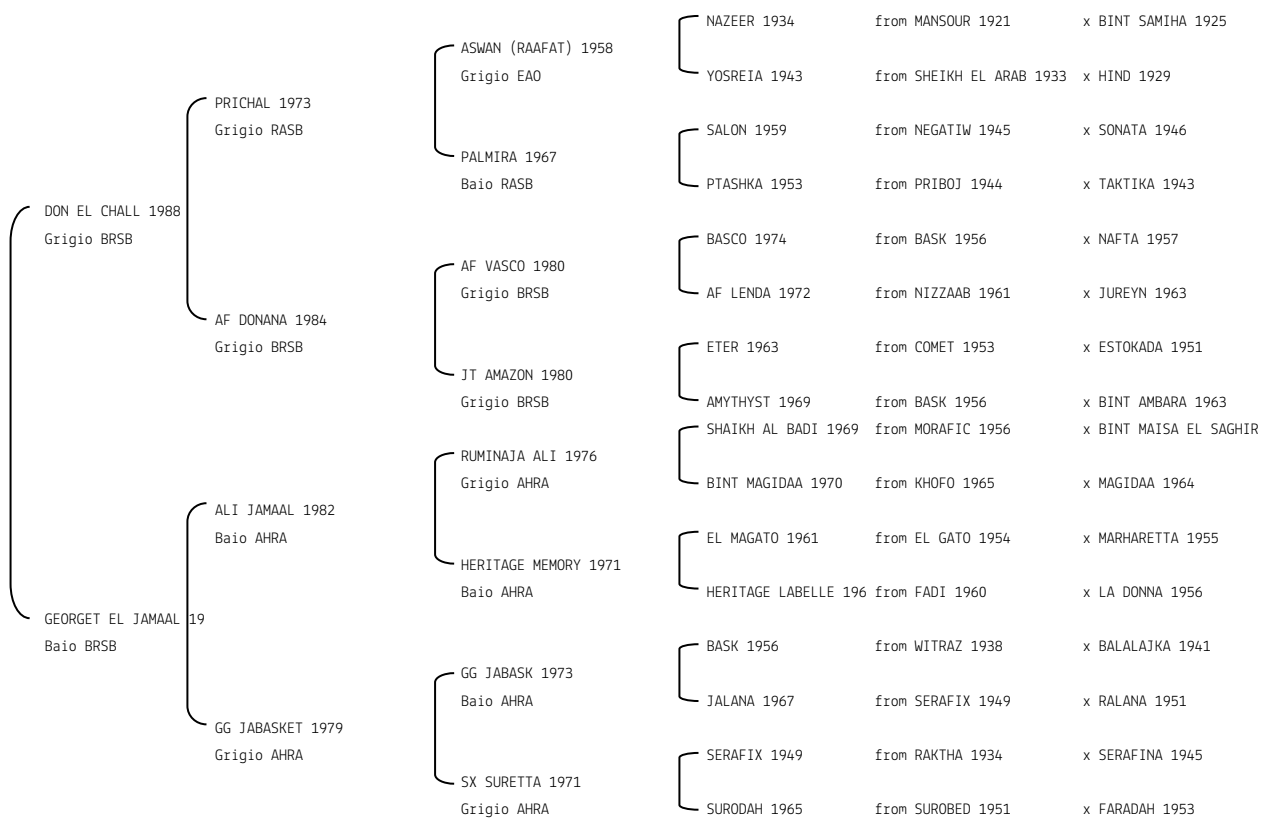 NAZEER 1934 from MANSOUR 1921 x BINT SAMIHA 1925
ASWAN (RAAFAT) 1958
Grigio EAO YOSREIA 1943 from SHEIKH EL ARAB 1933 x HIND 1929
PRICHAL 1973
Grigio RASB SALON 1959 from NEGATIW 1945 x SONATA 1946
PALMIRA 1967
Baio RASB PTASHKA 1953 from PRIBOJ 1944 x TAKTIKA 1943
DON EL CHALL 1988
Grigio BRSB BASCO 1974 from BASK 1956 x NAFTA 1957
AF VASCO 1980
Grigio BRSB AF LENDA 1972 from NIZZAAB 1961 x JUREYN 1963
AF DONANA 1984
Grigio BRSB ETER 1963 from COMET 1953 x ESTOKADA 1951
JT AMAZON 1980
Grigio BRSB AMYTHYST 1969 from BASK 1956 x BINT AMBARA 1963
SHAIKH AL BADI 1969 from MORAFIC 1956 x BINT MAISA EL SAGHIR
RUMINAJA ALI 1976
Grigio AHRA BINT MAGIDAA 1970 from KHOFO 1965 x MAGIDAA 1964
ALI JAMAAL 1982
Baio AHRA EL MAGATO 1961 from EL GATO 1954 x MARHARETTA 1955
HERITAGE MEMORY 1971
Baio AHRA HERITAGE LABELLE 196 from FADI 1960 x LA DONNA 1956
GEORGET EL JAMAAL 19
Baio BRSB BASK 1956 from WITRAZ 1938 x BALALAJKA 1941
GG JABASK 1973
Baio AHRA JALANA 1967 from SERAFIX 1949 x RALANA 1951
GG JABASKET 1979
Grigio AHRA SERAFIX 1949 from RAKTHA 1934 x SERAFINA 1945
SX SURETTA 1971
Grigio AHRA SURODAH 1965 from SUROBED 1951 x FARADAH 1953